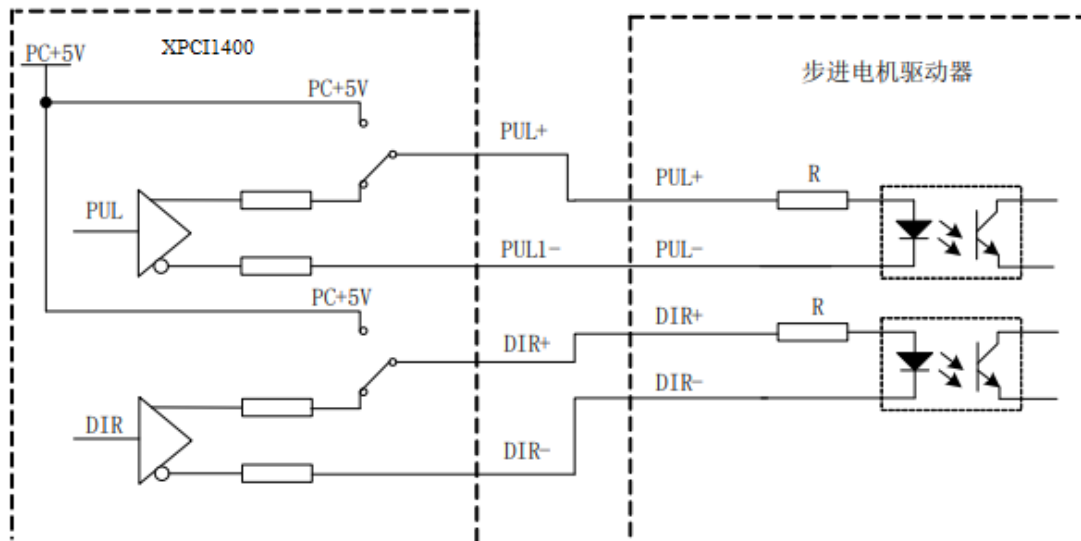 XPCI1400
PC+5V
步进电机驱动器
PC+5V
PUL+
PUL+
R
PUL
PUL1-
PUL-
PC+5V
DIR+
R
DIR+
DIR-
DIR
DIR-